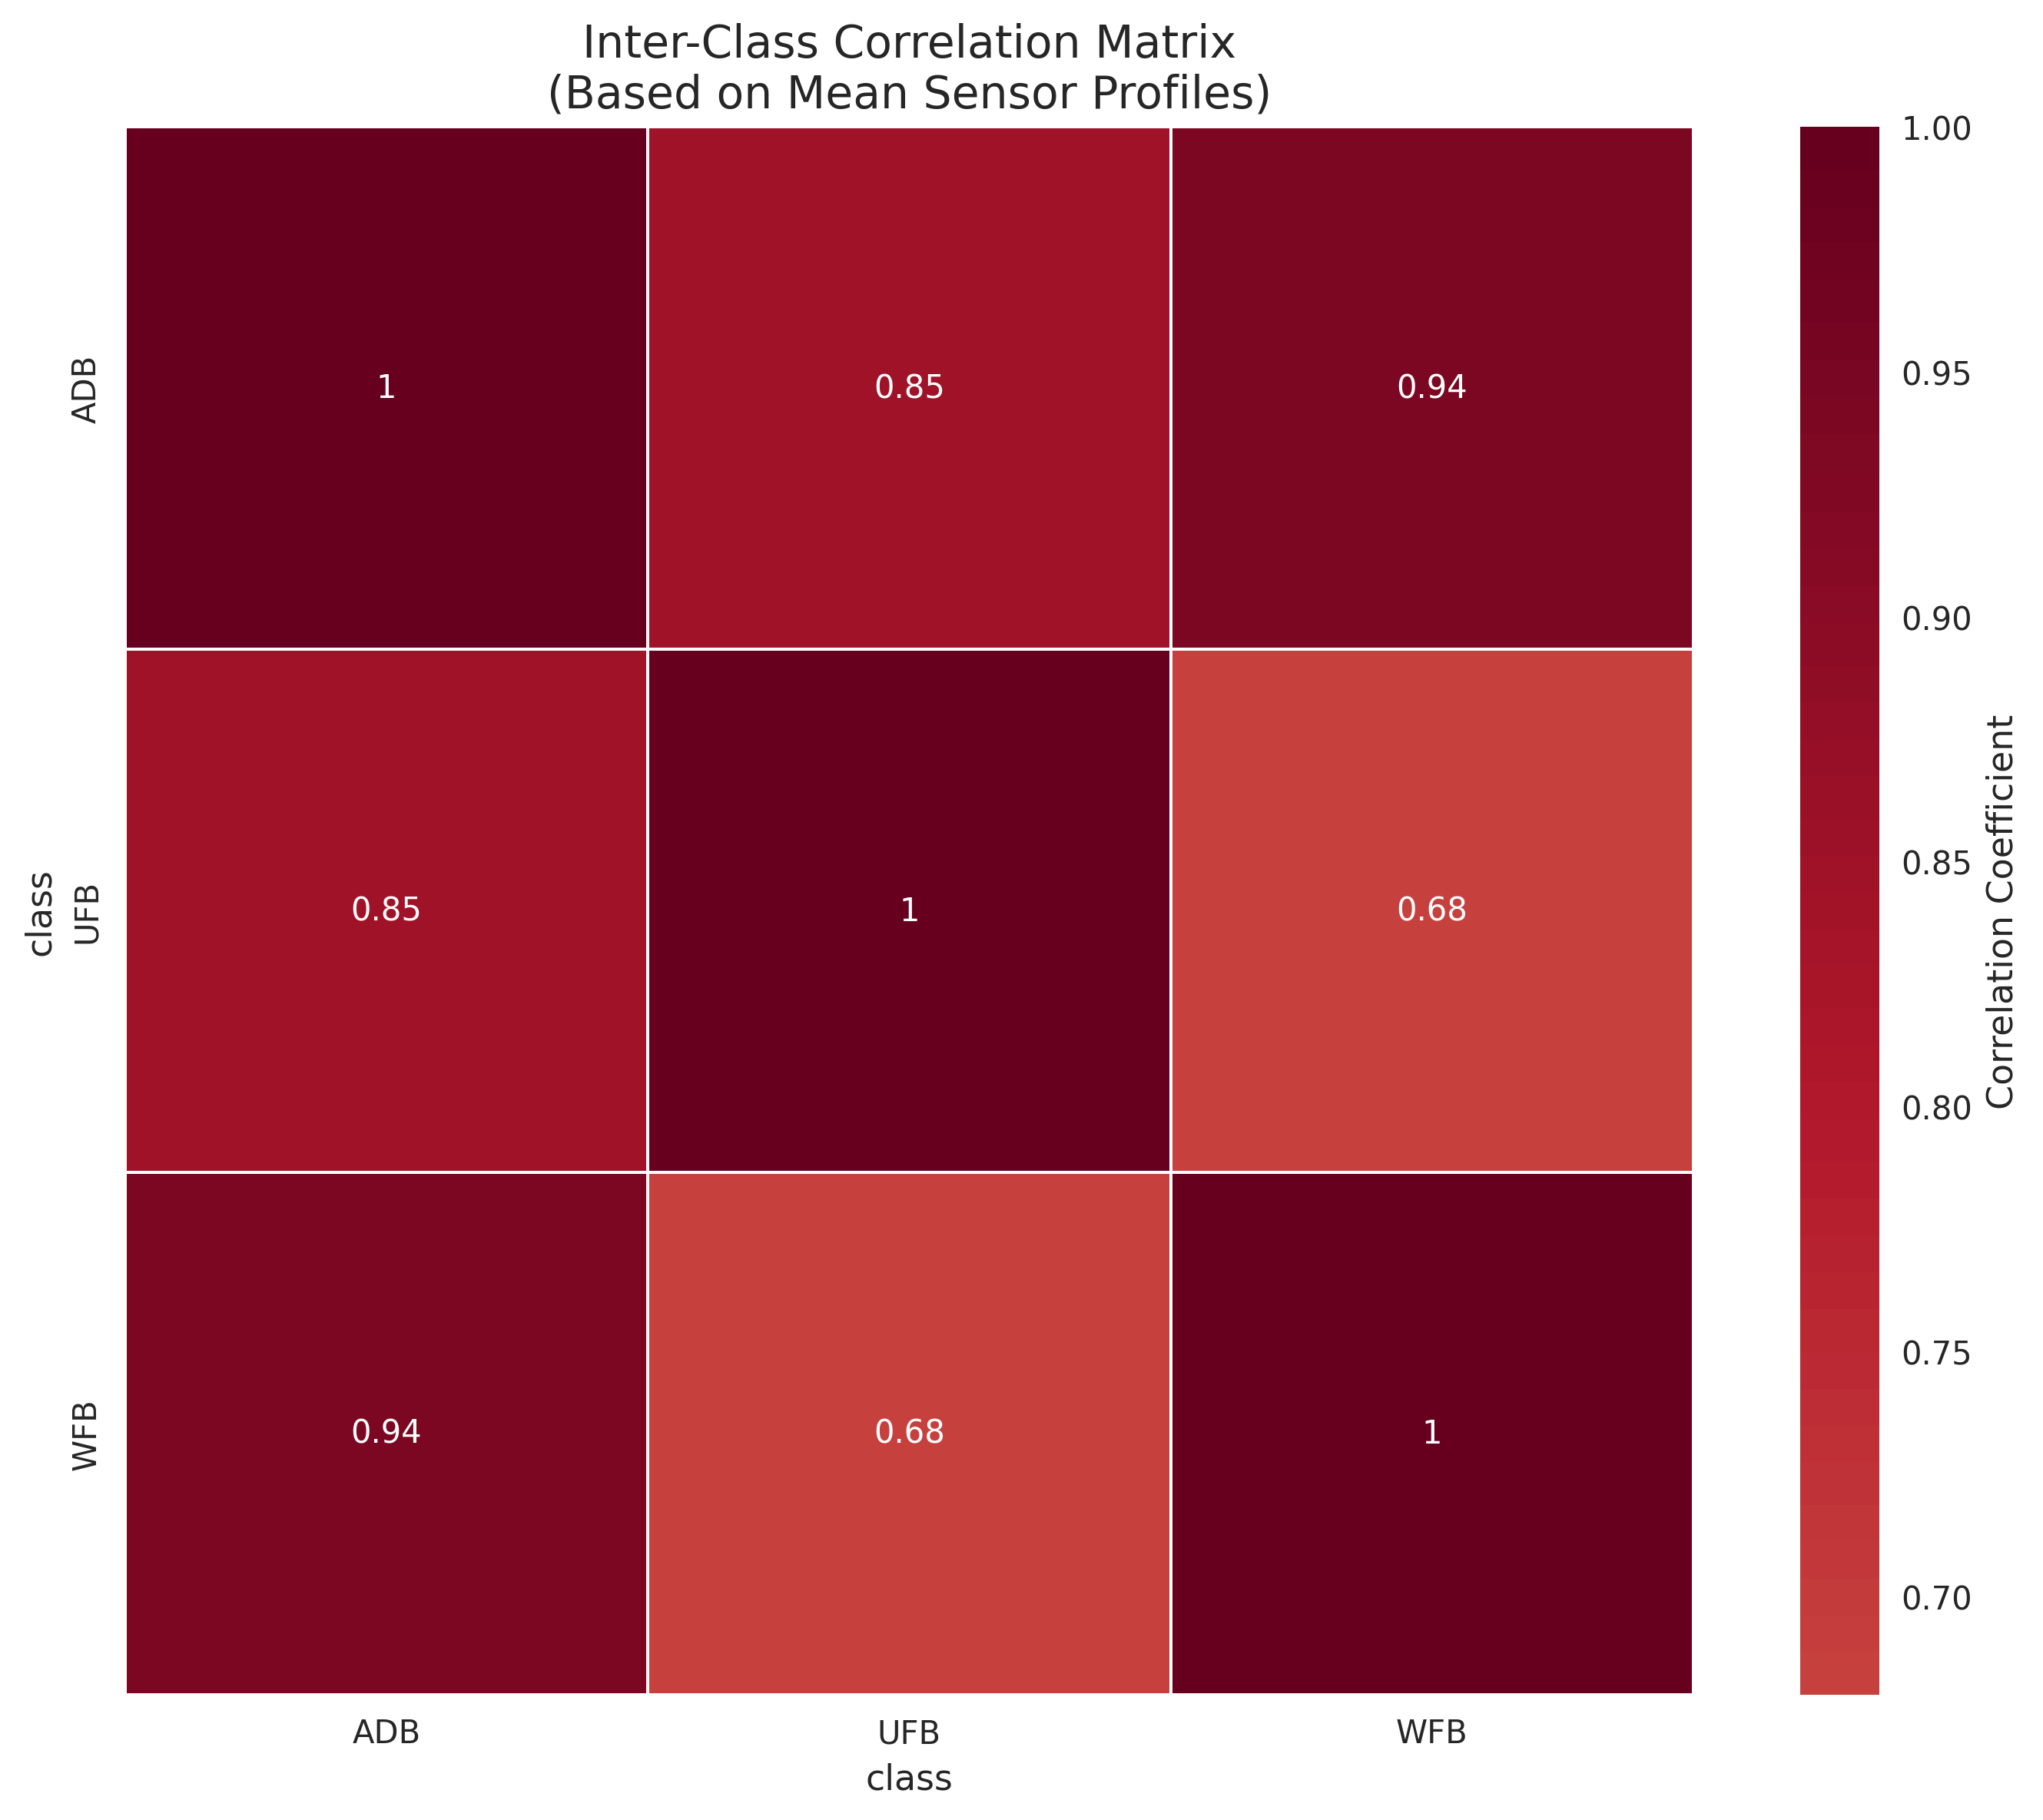 Inter-Class Correlation Matrix
(Based on Mean Sensor Profiles)
class
ADB
1
0.85
0.94
UFB
0.85
1
0.68
WFB
0.94
0.68
1
ADB
UFB
WFB
class
1.00
0.95
0.90
0.85
0.80
0.75
0.70
Correlation Coefficient